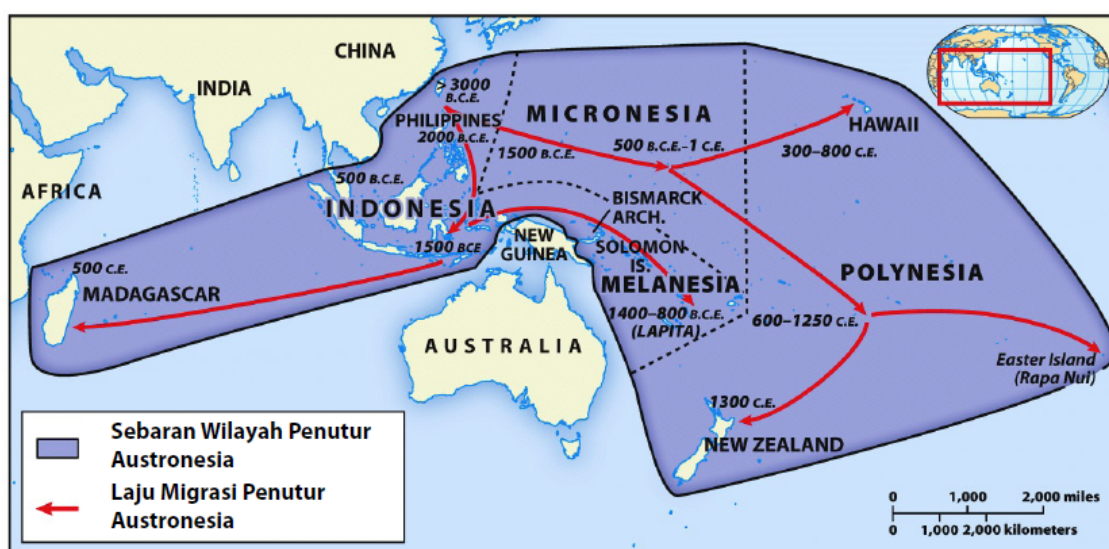 CHINA
INDIA
AFRICA
> 3000
B.C.E.
PHILIPPINES
2000 B.C.E.
MICRONESIA
1500 B.C.E.
500 B.C.E.–1 C.E.
HAWAII
300–800 C.E.
500 B.C.E.
INDONESIA
BISMARCK
ARCH.
1500 BCE
NEW
GUINEA
SOLOMON
IS.
MELANESIA
1400–800 B.C.E.
(LAPITA)
POLYNESIA
600–1250 C.E.
500 C.E.
MADAGASCAR
AUSTRALIA
Easter Island
(Rapa Nui)
1300 C.E.
NEW ZEALAND
Sebaran Wilayah Penutur
Austronesia
Laju Migrasi Penutur
Austronesia
0 1,000 2,000 miles
0 1,000 2,000 kilometers